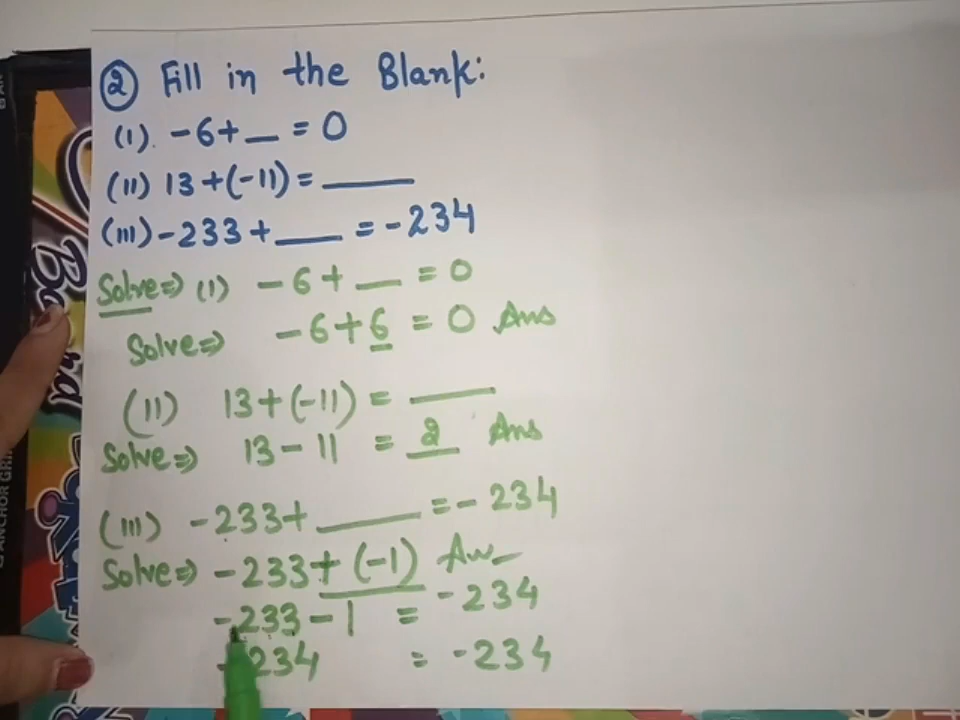 ② Fill in the Blank:
(I). -6+ __ = 0
(II) 13+(-11)= ____
(III) -233+ ____ = -234
Solve⇒ (I) -6+ __ = 0
Solve⇒ -6+6 = 0 Ans
(II) 13+(-11)= ____
Solve⇒ 13-11 = 2 Ans
(III) -233+ ____ =-234
Solve⇒ -233+(-1) Ans
-233-1 = -234
-234 = -234